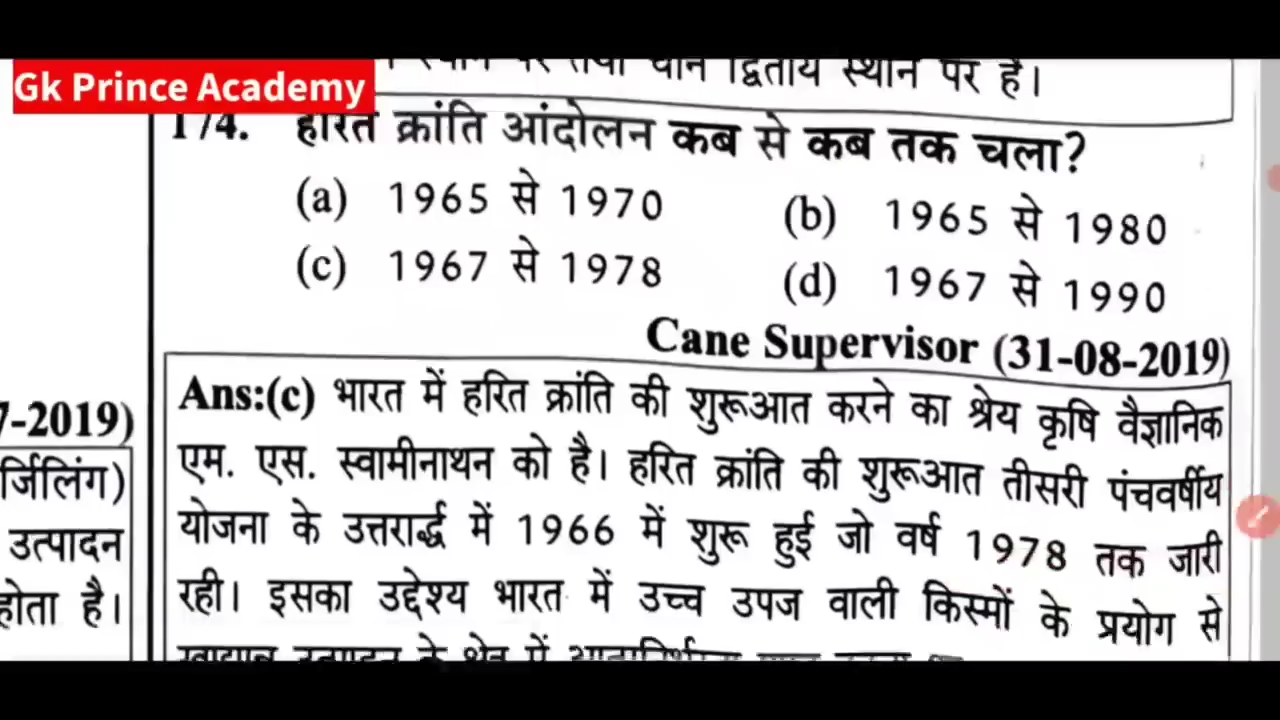 Gk Prince Academy
द्वितीय स्थान पर है।
174. हरित क्रांति आंदोलन कब से कब तक चला?
(a) 1965 से 1970 (b) 1965 से 1980
(c) 1967 से 1978 (d) 1967 से 1990
Cane Supervisor (31-08-2019)
Ans:(c) भारत में हरित क्रांति की शुरूआत करने का श्रेय कृषि वैज्ञानिक
एम. एस. स्वामीनाथन को है। हरित क्रांति की शुरूआत तीसरी पंचवर्षीय
योजना के उत्तरार्द्ध में 1966 में शुरू हुई जो वर्ष 1978 तक जारी
रही। इसका उद्देश्य भारत में उच्च उपज वाली किस्मों के प्रयोग से
7-2019)
र्जिलिंग)
उत्पादन
होता है।